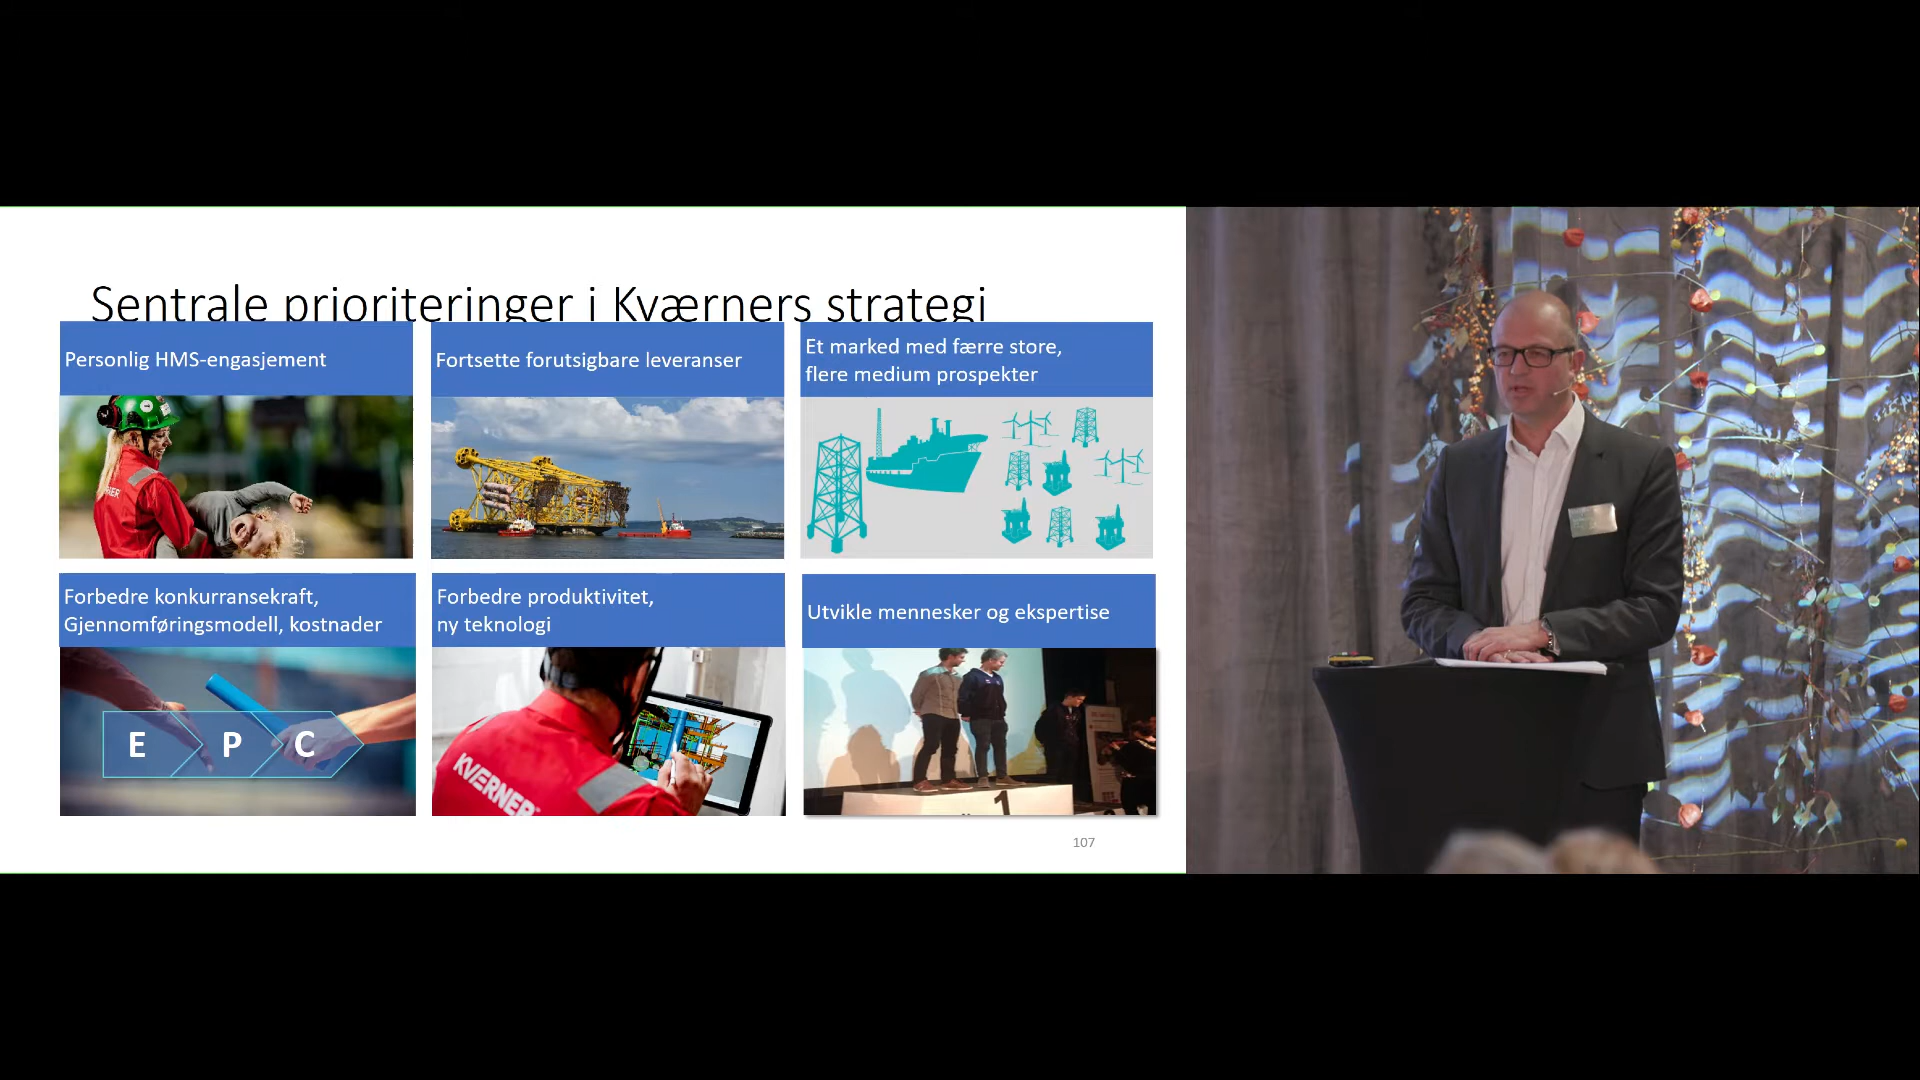 Sentrale prioriteringer i Kværners strategi
Personlig HMS-engasjement
Fortsette forutsigbare leveranser
Et marked med færre store,
flere medium prospekter
Forbedre konkurransekraft,
Gjennomføringsmodell, kostnader
E P C
Forbedre produktivitet,
ny teknologi
KVÆRNER
Utvikle mennesker og ekspertise
1
107